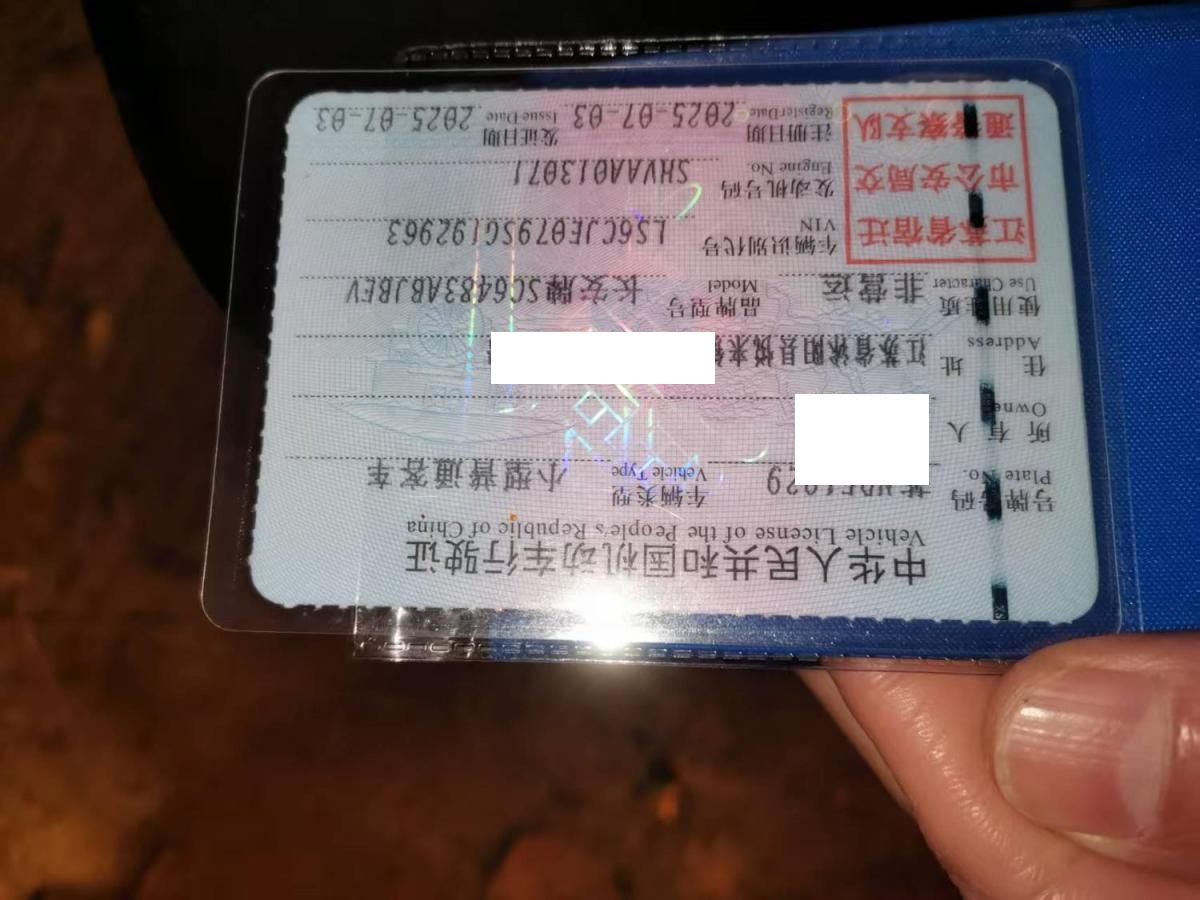 中华人民共和国机动车行驶证
Vehicle License of the People's Republic of China
号牌号码
Plate No.
车辆类型
Vehicle Type
小型普通客车
所有人
Owner
住址
Address
江苏省沭阳县悦来
使用性质
Use Character
非营运
品牌型号
Model
长安牌SC6483ABJBEV
江苏省宿迁
市公安局交
通警察支队
车辆识别代号
VIN
LS6CJE079SG192963
发动机号码
Engine No.
SHVAA013071
注册日期
Register Date
2025-07-03
发证日期
Issue Date
2025-07-03